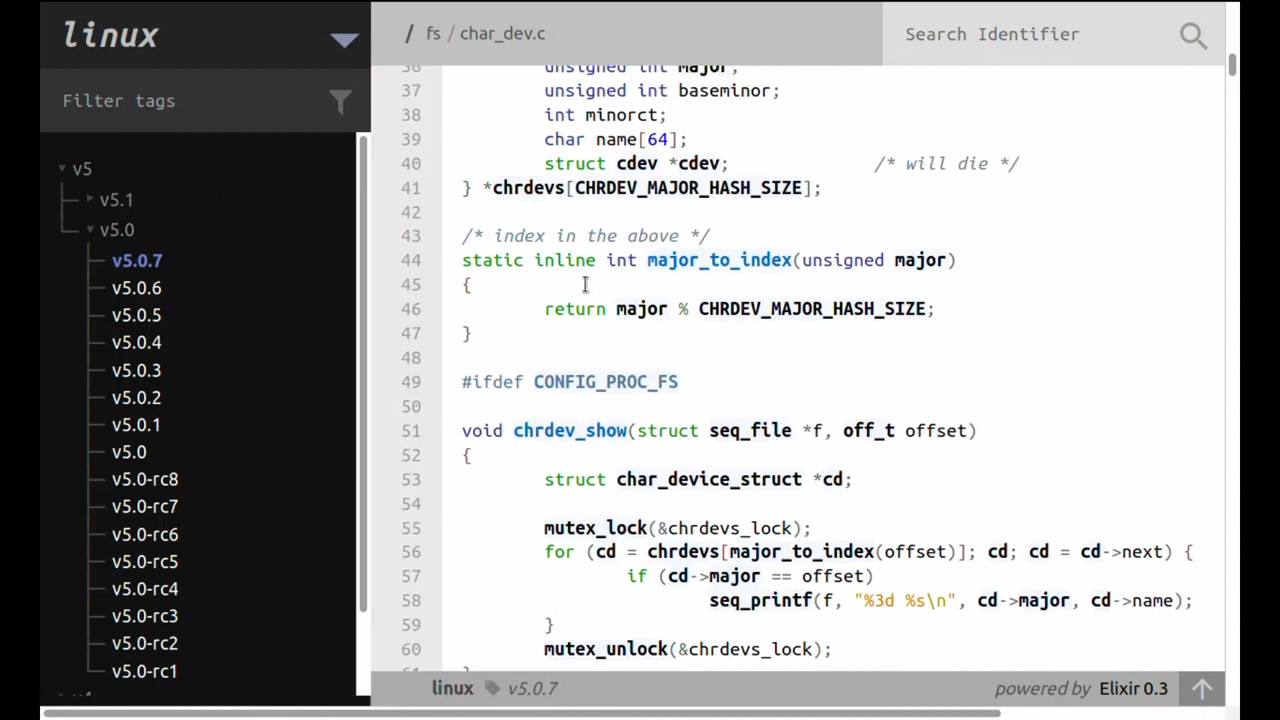 linux
/ fs / char_dev.c
Search Identifier
Filter tags
v5
v5.1
v5.0
v5.0.7
v5.0.6
v5.0.5
v5.0.4
v5.0.3
v5.0.2
v5.0.1
v5.0
v5.0-rc8
v5.0-rc7
v5.0-rc6
v5.0-rc5
v5.0-rc4
v5.0-rc3
v5.0-rc2
v5.0-rc1
36 unsigned int major;
37 unsigned int baseminor;
38 int minorct;
39 char name[64];
40 struct cdev *cdev; /* will die */
41 } *chrdevs[CHRDEV_MAJOR_HASH_SIZE];
42
43 /* index in the above */
44 static inline int major_to_index(unsigned major)
45 {
46 return major % CHRDEV_MAJOR_HASH_SIZE;
47 }
48
49 #ifdef CONFIG_PROC_FS
50
51 void chrdev_show(struct seq_file *f, off_t offset)
52 {
53 struct char_device_struct *cd;
54
55 mutex_lock(&chrdevs_lock);
56 for (cd = chrdevs[major_to_index(offset)]; cd; cd = cd->next) {
57 if (cd->major == offset)
58 seq_printf(f, "%3d %s\n", cd->major, cd->name);
59 }
60 mutex_unlock(&chrdevs_lock);
linux v5.0.7
powered by Elixir 0.3